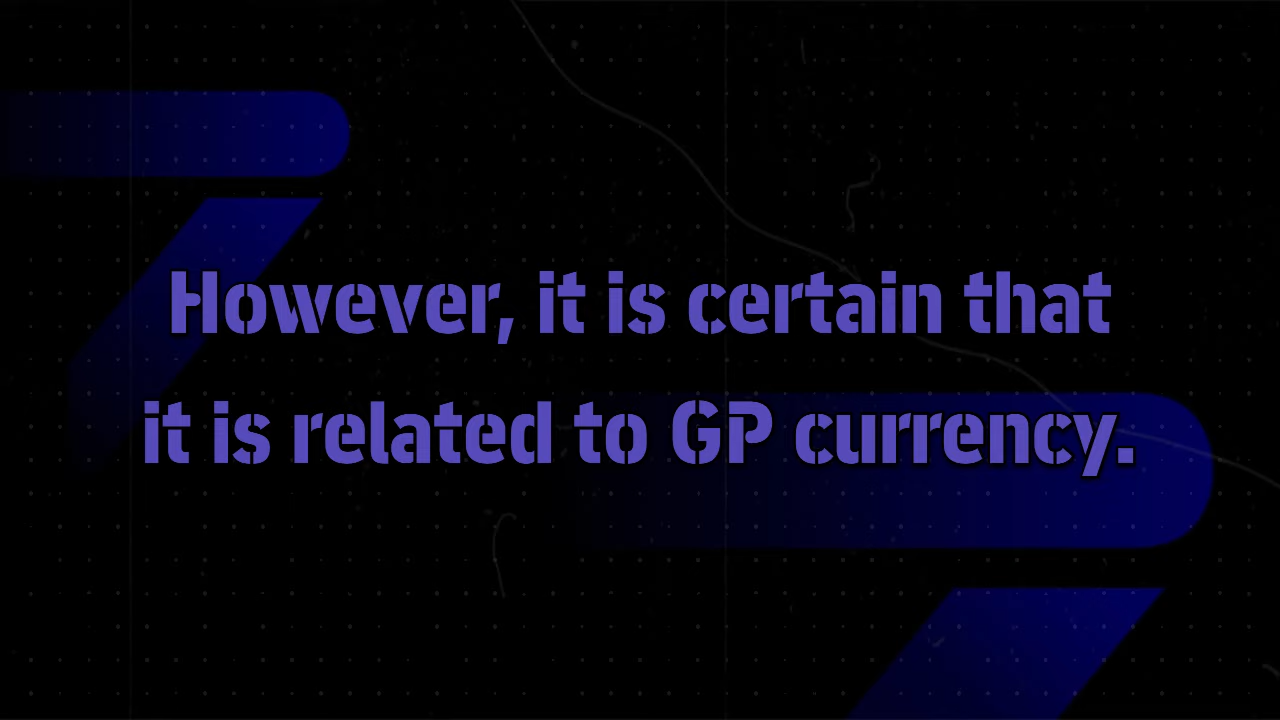 However, it is certain that
it is related to GP currency.